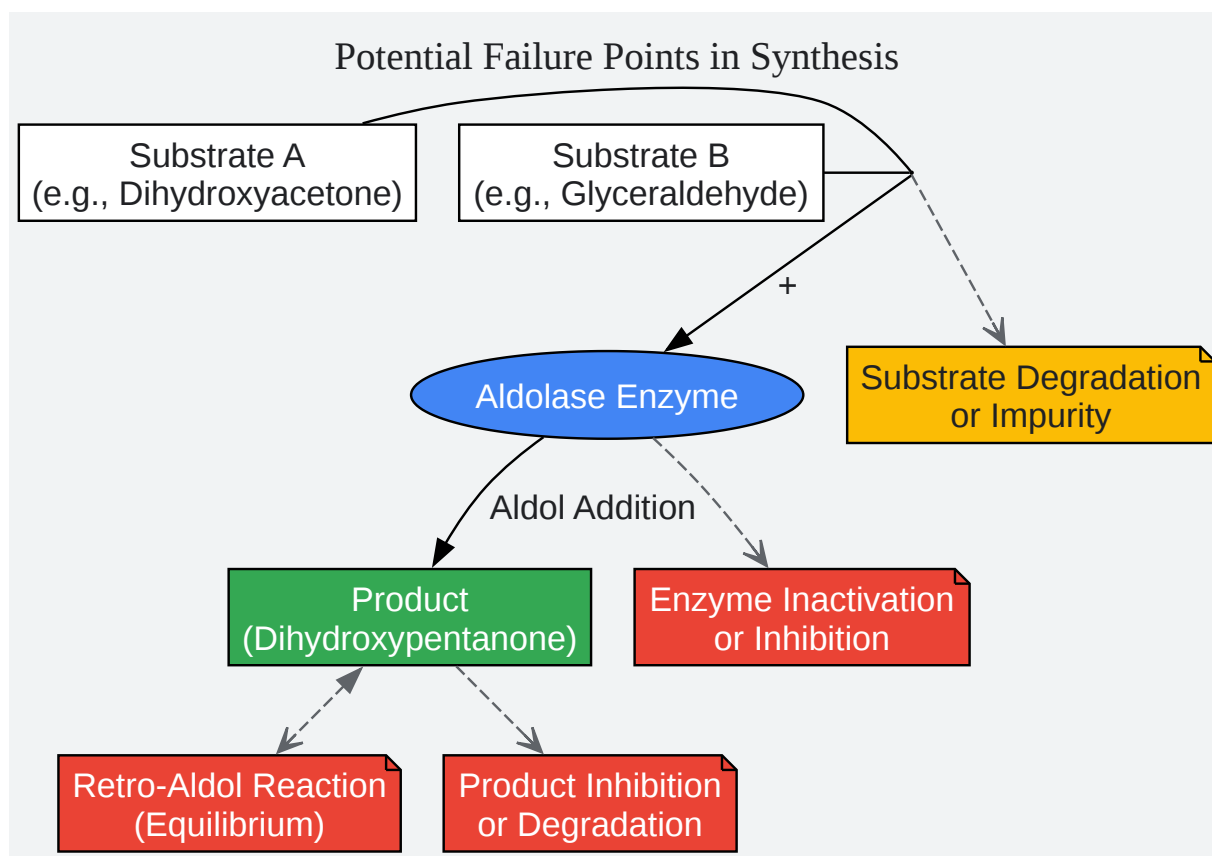 Potential Failure Points in Synthesis
Substrate A
(e.g., Dihydroxyacetone)
Substrate B
(e.g., Glyceraldehyde)
+
Aldolase Enzyme
Substrate Degradation
or Impurity
Aldol Addition
Product
(Dihydroxypentanone)
Enzyme Inactivation
or Inhibition
Retro-Aldol Reaction
(Equilibrium)
Product Inhibition
or Degradation